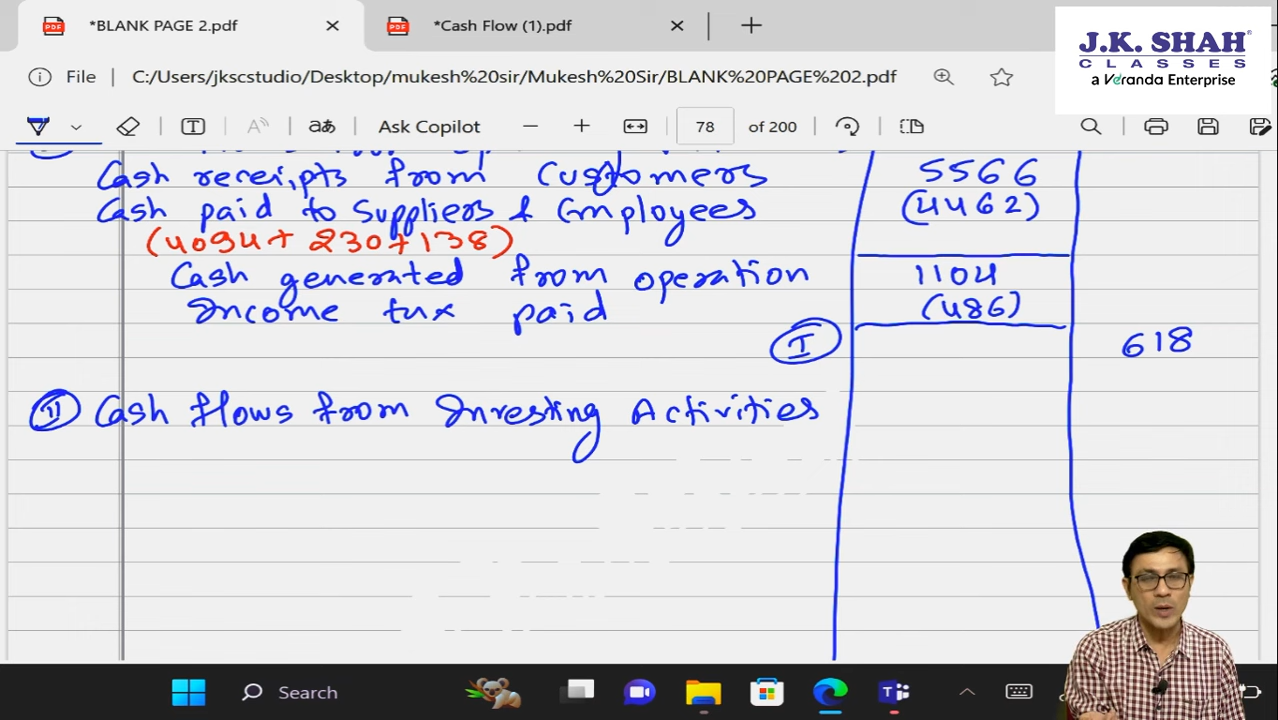 *BLANK PAGE 2.pdf
*Cash Flow (1).pdf
J.K. SHAH®
CLASSES
a Veranda Enterprise
File C:/Users/jkscstudio/Desktop/mukesh%20sir/Mukesh%20Sir/BLANK%20PAGE%202.pdf
Ask Copilot 78 of 200
Cash receipts from Customers 5566
Cash paid to Suppliers & Employees (4462)
(4094+ 230+138)
Cash generated from operation 1104
Income tax paid (486)
I 618
II Cash flows from Investing Activities
Search